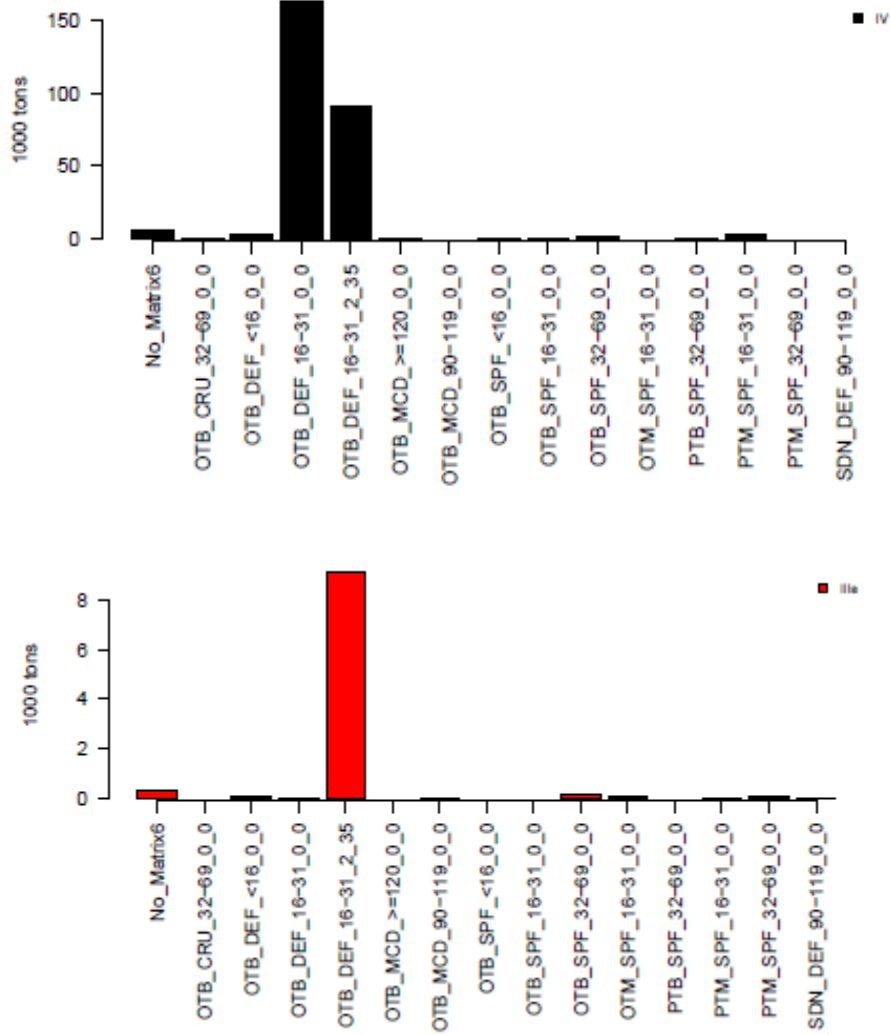 150
IV
100
1000 tons
50
0
No_Matrix6
OTB_CRU_32-69_0_0
OTB_DEF_<16_0_0
OTB_DEF_16-31_0_0
OTB_DEF_16-31_2_35
OTB_MCD_>=120_0_0
OTB_MCD_90-119_0_0
OTB_SPF_<16_0_0
OTB_SPF_16-31_0_0
OTB_SPF_32-69_0_0
OTM_SPF_16-31_0_0
PTB_SPF_32-69_0_0
PTM_SPF_16-31_0_0
PTM_SPF_32-69_0_0
SDN_DEF_90-119_0_0
IIIa
8
6
1000 tons
4
2
0
No_Matrix6
OTB_CRU_32-69_0_0
OTB_DEF_<16_0_0
OTB_DEF_16-31_0_0
OTB_DEF_16-31_2_35
OTB_MCD_>=120_0_0
OTB_MCD_90-119_0_0
OTB_SPF_<16_0_0
OTB_SPF_16-31_0_0
OTB_SPF_32-69_0_0
OTM_SPF_16-31_0_0
PTB_SPF_32-69_0_0
PTM_SPF_16-31_0_0
PTM_SPF_32-69_0_0
SDN_DEF_90-119_0_0